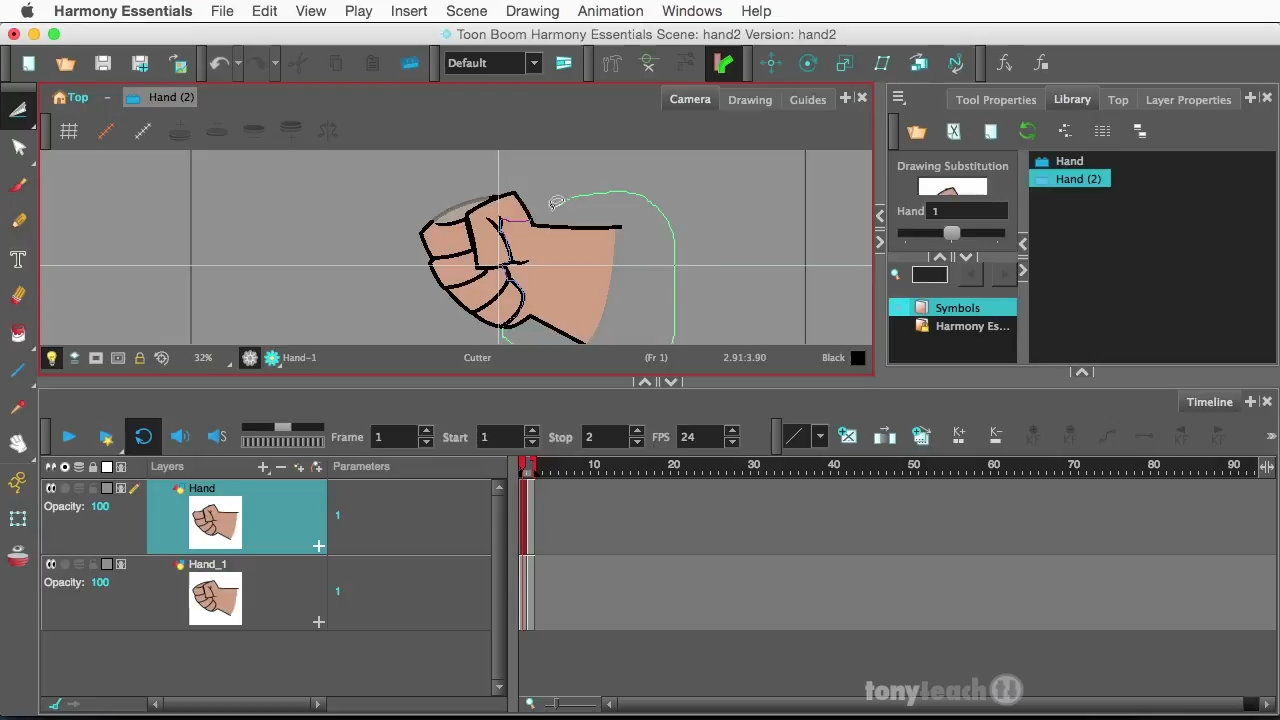 Harmony Essentials File Edit View Play Insert Scene Drawing Animation Windows Help
Toon Boom Harmony Essentials Scene: hand2 Version: hand2
Default
Top - Hand (2) Camera Drawing Guides
Tool Properties Library Top Layer Properties
Drawing Substitution
Hand 1
Hand
Hand (2)
Symbols
Harmony Es...
32% Hand-1 Cutter (Fr 1) 2.91:3.90 Black
Timeline
Frame 1 Start 1 Stop 2 FPS 24
Layers Parameters
10 20 30 40 50 60 70 80 90
Hand
Opacity: 100
1
Hand_1
Opacity: 100
1
tonyteach